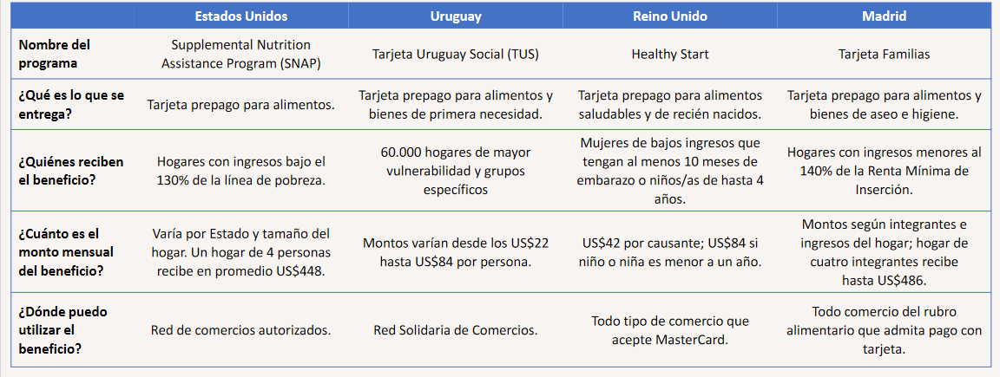 Estados Unidos Uruguay Reino Unido Madrid
Nombre del programa
Supplemental Nutrition
Assistance Program (SNAP)
Tarjeta Uruguay Social (TUS)
Healthy Start
Tarjeta Familias
¿Qué es lo que se
entrega?
Tarjeta prepago para alimentos.
Tarjeta prepago para alimentos y
bienes de primera necesidad.
Tarjeta prepago para alimentos
saludables y de recién nacidos.
Tarjeta prepago para alimentos y
bienes de aseo e higiene.
¿Quiénes reciben
el beneficio?
Hogares con ingresos bajo el
130% de la línea de pobreza.
60.000 hogares de mayor
vulnerabilidad y grupos
específicos
Mujeres de bajos ingresos que
tengan al menos 10 meses de
embarazo o niños/as de hasta 4
años.
Hogares con ingresos menores al
140% de la Renta Mínima de
Inserción.
¿Cuánto es el
monto mensual
del beneficio?
Varía por Estado y tamaño del
hogar. Un hogar de 4 personas
recibe en promedio US$448.
Montos varían desde los US$22
hasta US$84 por persona.
US$42 por causante; US$84 si
niño o niña es menor a un año.
Montos según integrantes e
ingresos del hogar; hogar de
cuatro integrantes recibe
hasta US$486.
¿Dónde puedo
utilizar el
beneficio?
Red de comercios autorizados.
Red Solidaria de Comercios.
Todo tipo de comercio que
acepte MasterCard.
Todo comercio del rubro
alimentario que admita pago con
tarjeta.